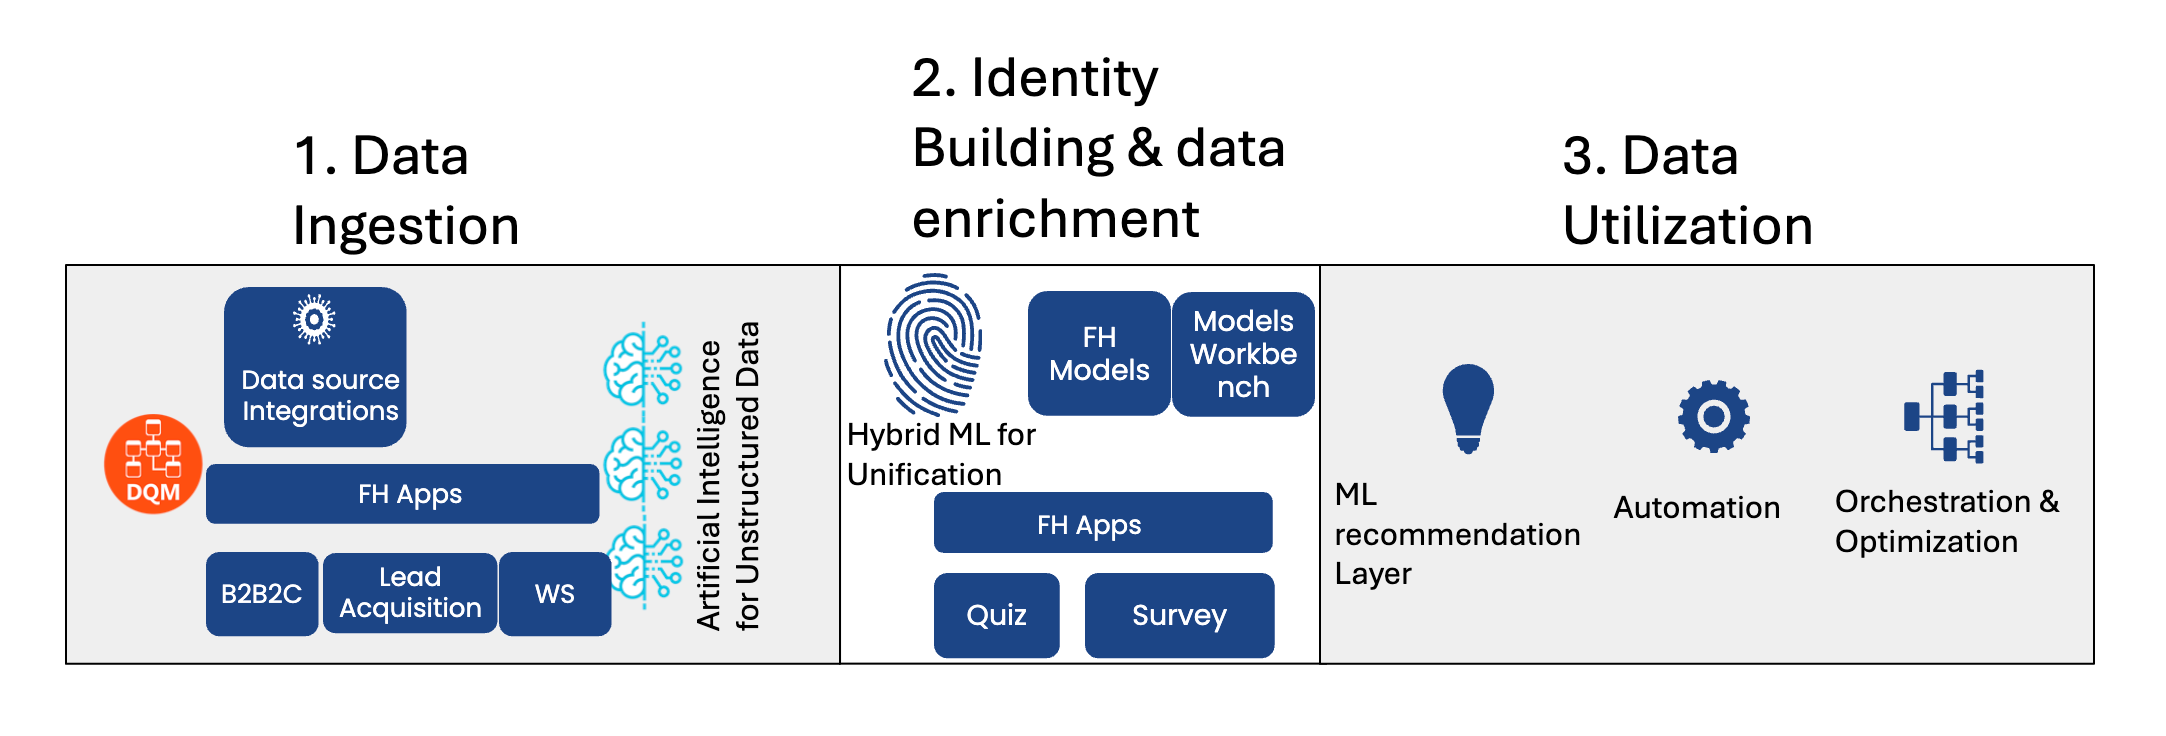 1. Data
Ingestion
2. Identity
Building & data
enrichment
3. Data
Utilization
Data source
Integrations
DQM
FH Apps
B2B2C
Lead
Acquisition
WS
Artificial Intelligence
for Unstructured Data
FH
Models
Models
Workbe
nch
Hybrid ML for
Unification
FH Apps
Quiz
Survey
ML
recommendation
Layer
Automation
Orchestration &
Optimization